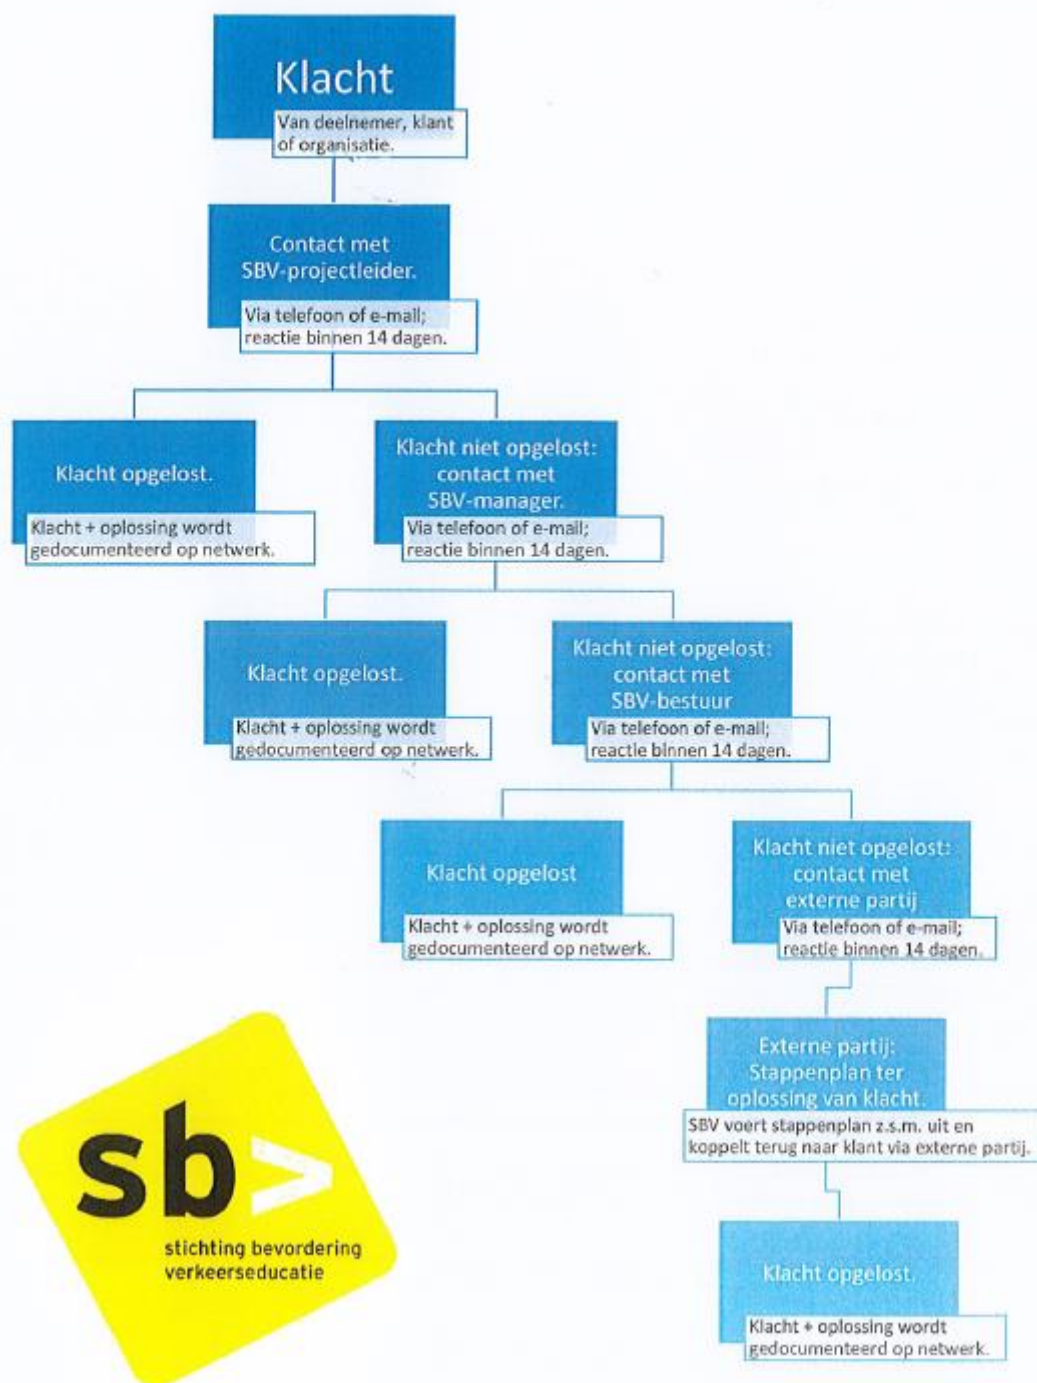 Klacht
Van deelnemer, klant
of organisatie.
Contact met
SBV-projectleider.
Via telefoon of e-mail;
reactie binnen 14 dagen.
Klacht opgelost.
Klacht + oplossing wordt
gedocumenteerd op netwerk.
Klacht niet opgelost:
contact met
SBV-manager.
Via telefoon of e-mail;
reactie binnen 14 dagen.
Klacht opgelost.
Klacht + oplossing wordt
gedocumenteerd op netwerk.
Klacht niet opgelost:
contact met
SBV-bestuur
Via telefoon of e-mail;
reactie binnen 14 dagen.
Klacht opgelost
Klacht + oplossing wordt
gedocumenteerd op netwerk.
Klacht niet opgelost:
contact met
externe partij
Via telefoon of e-mail;
reactie binnen 14 dagen.
Externe partij:
Stappenplan ter
oplossing van klacht.
SBV voert stappenplan z.s.m. uit en
koppelt terug naar klant via externe partij.
Klacht opgelost.
Klacht + oplossing wordt
gedocumenteerd op netwerk.
sb>
stichting bevordering
verkeerseducatie